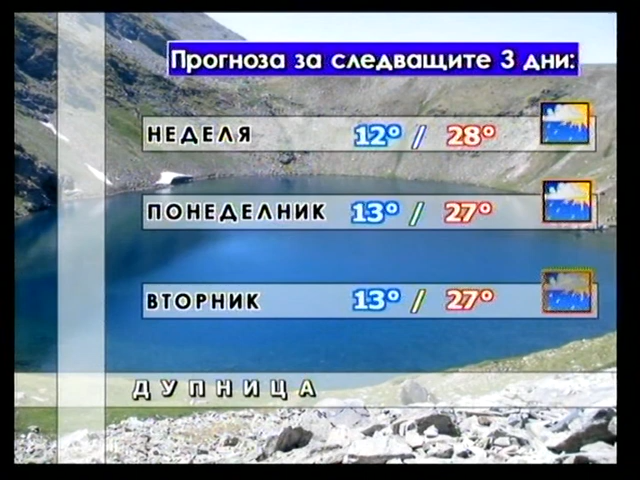 Прогноза за следващите 3 дни:
НЕДЕЛЯ 12° / 28°
ПОНЕДЕЛНИК 13° / 27°
ВТОРНИК 13° / 27°
ДУПНИЦА